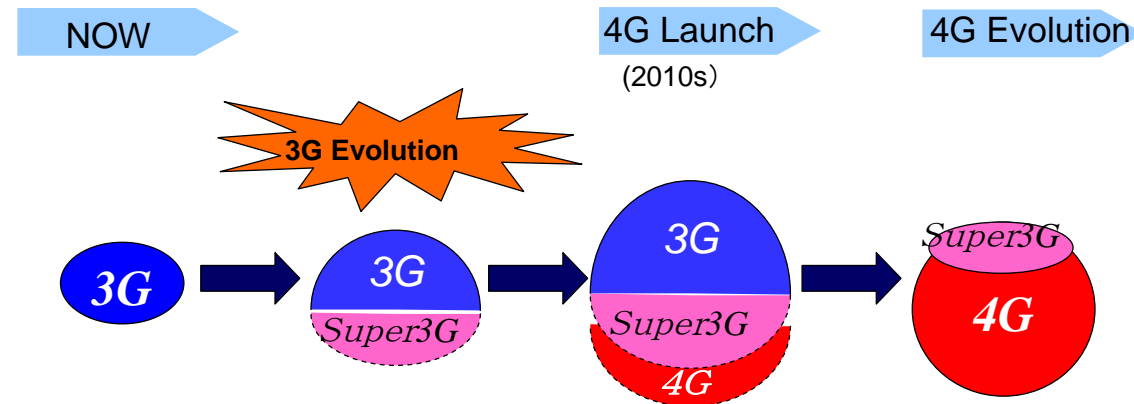 NOW
4G Launch
(2010s）
4G Evolution
3G Evolution
3G
3G
Super3G
3G
Super3G
4G
Super3G
4G